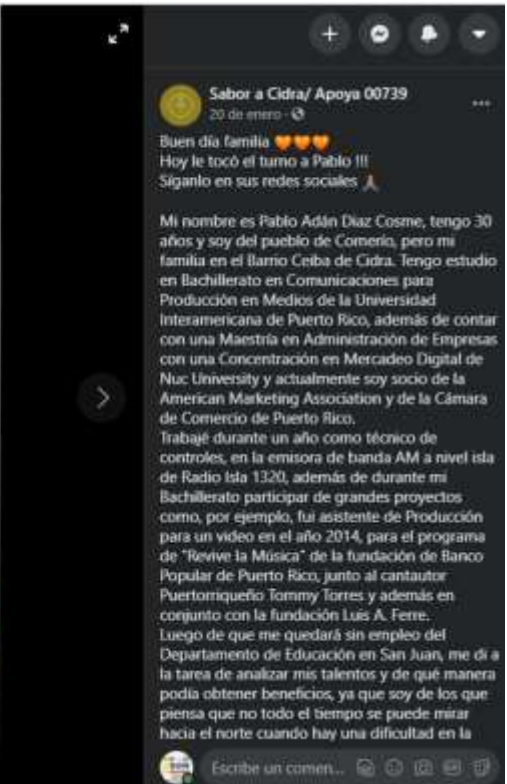 Sabor a Cidra/ Apoya 00739
20 de enero ·
Buen día familia 🧡🧡🧡
Hoy le tocó el turno a Pablo !!!
Síganlo en sus redes sociales 🙏🏽
Mi nombre es Pablo Adán Diaz Cosme, tengo 30
años y soy del pueblo de Comerío, pero mi
familia en el Barrio Ceiba de Cidra. Tengo estudio
en Bachillerato en Comunicaciones para
Producción en Medios de la Universidad
Interamericana de Puerto Rico, además de contar
con una Maestría en Administración de Empresas
con una Concentración en Mercadeo Digital de
Nuc University y actualmente soy socio de la
American Marketing Association y de la Cámara
de Comercio de Puerto Rico.
Trabajé durante un año como técnico de
controles, en la emisora de banda AM a nivel isla
de Radio Isla 1320, además de durante mi
Bachillerato participar de grandes proyectos
como, por ejemplo, fui asistente de Producción
para un video en el año 2014, para el programa
de "Revive la Música" de la fundación de Banco
Popular de Puerto Rico, junto al cantautor
Puertorriqueño Tommy Torres y además en
conjunto con la fundación Luis A. Ferre.
Luego de que me quedará sin empleo del
Departamento de Educación en San Juan, me di a
la tarea de analizar mis talentos y de qué manera
podía obtener beneficios, ya que soy de los que
piensa que no todo el tiempo se puede mirar
hacia el norte cuando hay una dificultad en la
Escribe un comen...